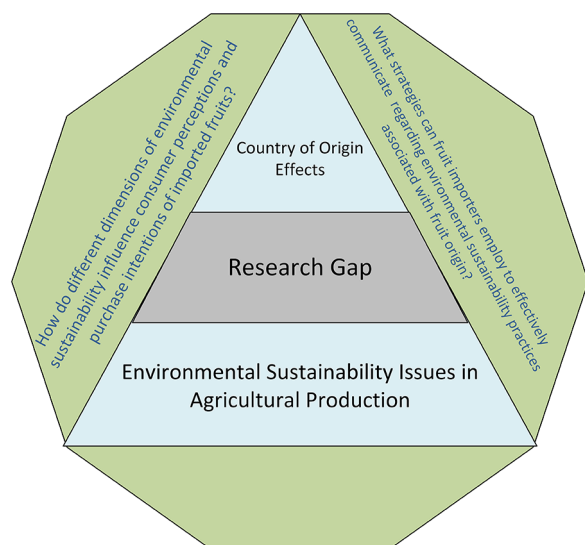 How do different dimensions of environmental
sustainability influence consumer perceptions and
purchase intentions of imported fruits?
What strategies can fruit importers employ to effectively
communicate regarding environmental sustainability practices
associated with fruit origin?
Country of Origin
Effects
Research Gap
Environmental Sustainability Issues in
Agricultural Production